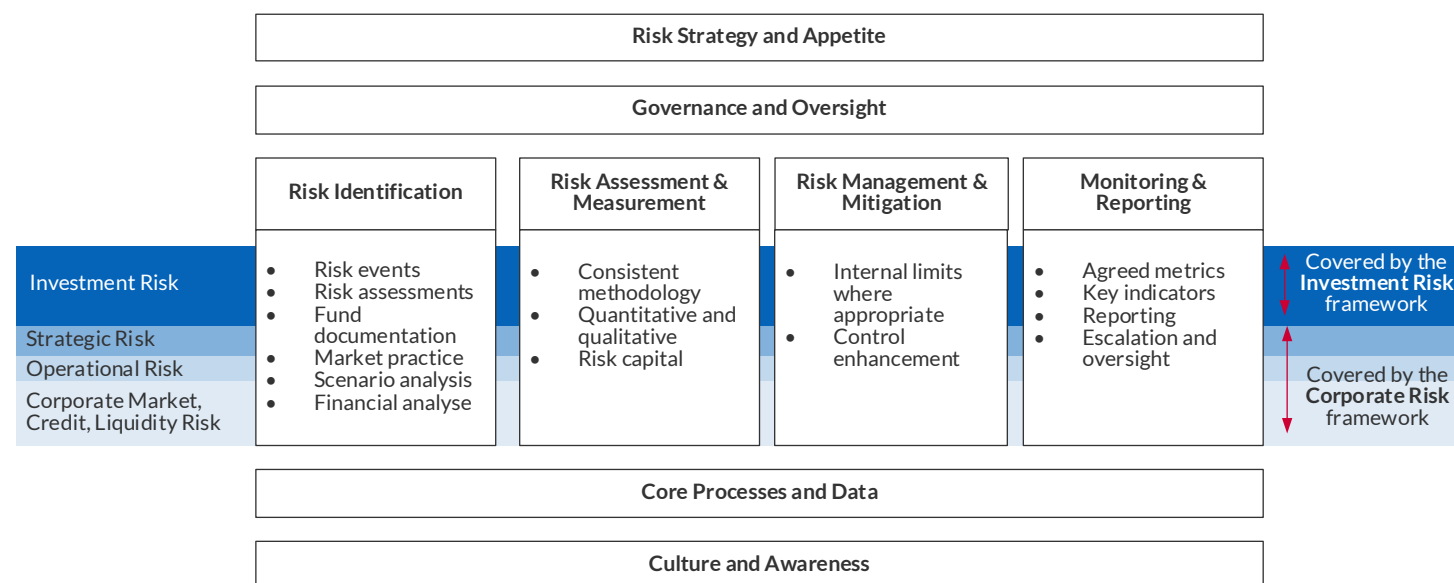 Risk Strategy and Appetite
Governance and Oversight
Risk Identification
Risk Assessment &
Measurement
Risk Management &
Mitigation
Monitoring &
Reporting
Investment Risk
Strategic Risk
Operational Risk
Corporate Market,
Credit, Liquidity Risk
• Risk events
• Risk assessments
• Fund
documentation
• Market practice
• Scenario analysis
• Financial analyse
• Consistent
methodology
• Quantitative and
qualitative
• Risk capital
• Internal limits
where
appropriate
• Control
enhancement
• Agreed metrics
• Key indicators
• Reporting
• Escalation and
oversight
Covered by the
Investment Risk
framework
Covered by the
Corporate Risk
framework
Core Processes and Data
Culture and Awareness